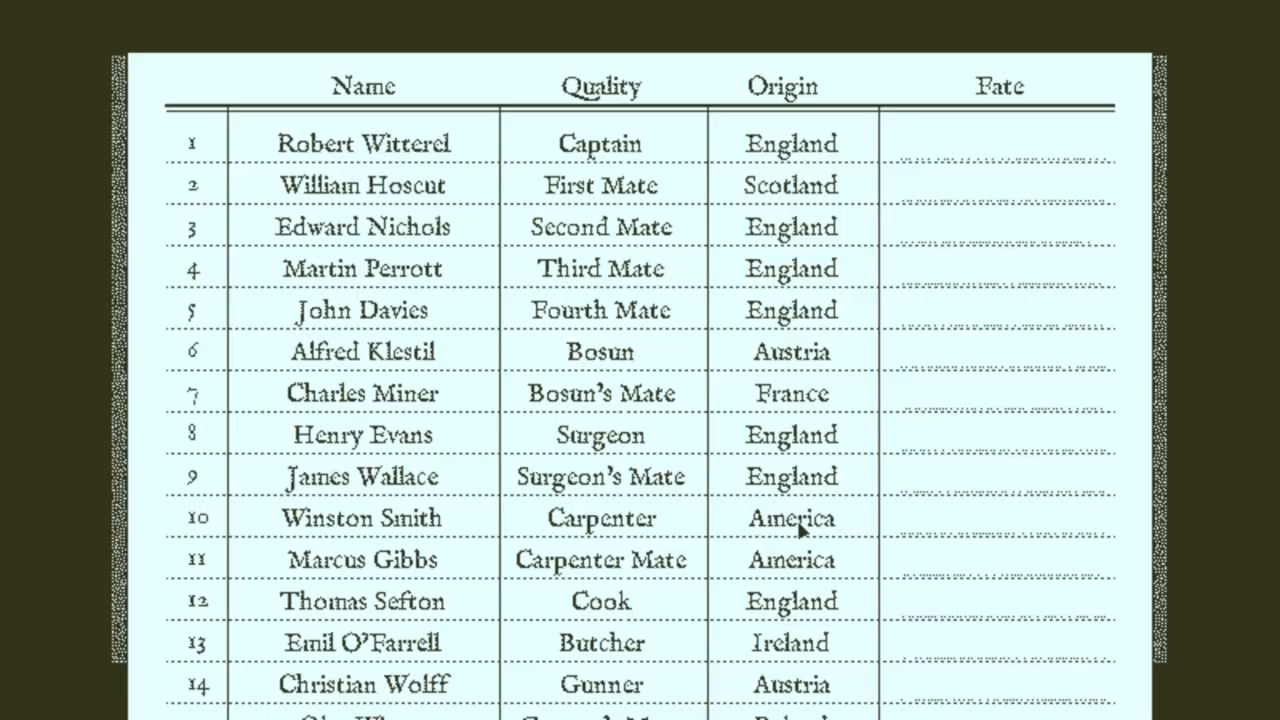 Name Quality Origin Fate
1 Robert Witterel Captain England
2 William Hoscut First Mate Scotland
3 Edward Nichols Second Mate England
4 Martin Perrott Third Mate England
5 John Davies Fourth Mate England
6 Alfred Klestil Bosun Austria
7 Charles Miner Bosun's Mate France
8 Henry Evans Surgeon England
9 James Wallace Surgeon's Mate England
10 Winston Smith Carpenter America
11 Marcus Gibbs Carpenter Mate America
12 Thomas Sefton Cook England
13 Emil O'Farrell Butcher Ireland
14 Christian Wolff Gunner Austria